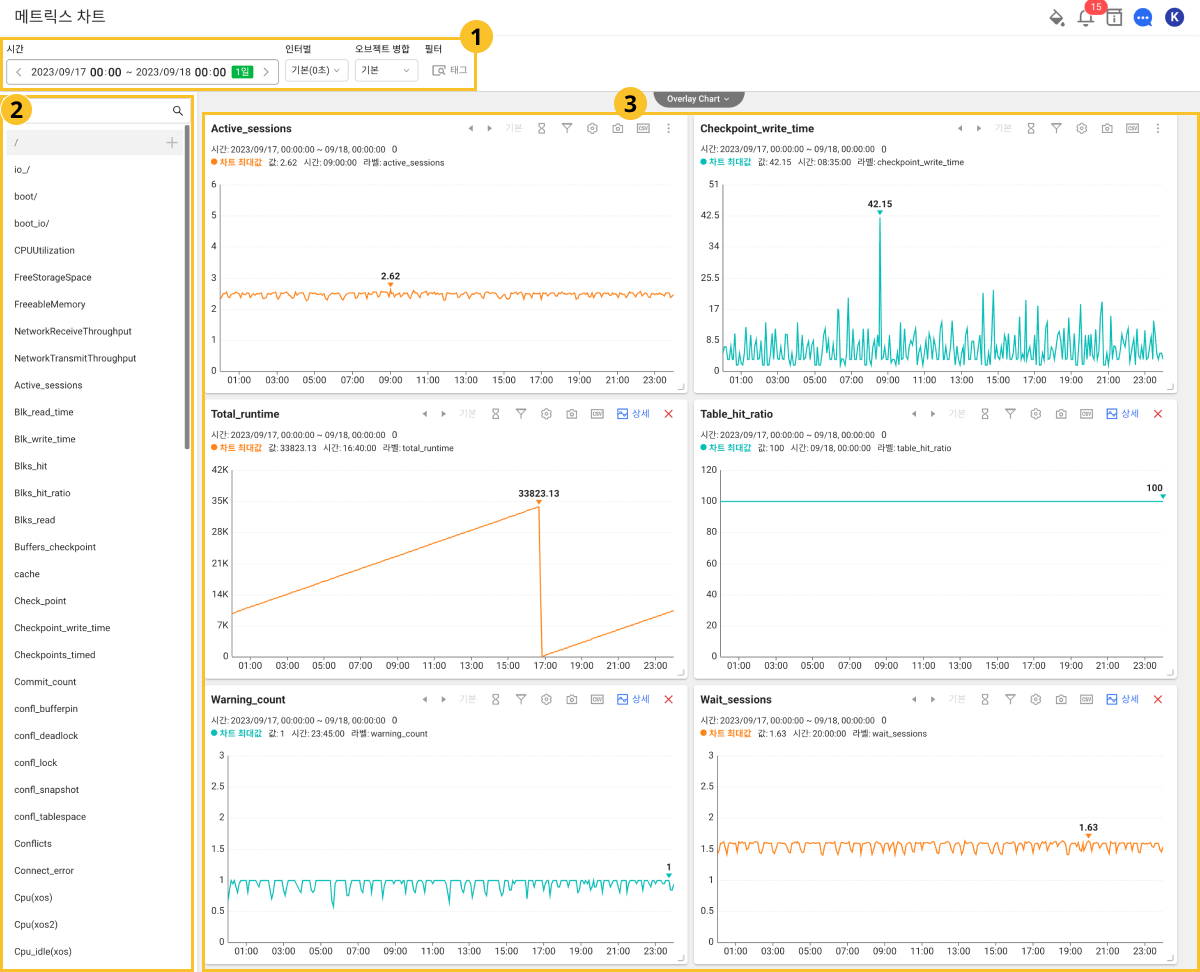 메트릭스 차트
15
K
1
시간
인터벌
오브젝트 병합
필터
2023/09/17 00:00 ~ 2023/09/18 00:00 1일
기본(0초)
기본
태그
2
/
io_/
boot/
boot_io/
CPUUtilization
FreeStorageSpace
FreeableMemory
NetworkReceiveThroughput
NetworkTransmitThroughput
Active_sessions
Blk_read_time
Blk_write_time
Blks_hit
Blks_hit_ratio
Blks_read
Buffers_checkpoint
cache
Check_point
Checkpoint_write_time
Checkpoints_timed
Commit_count
confl_bufferpin
confl_deadlock
confl_lock
confl_snapshot
confl_tablespace
Conflicts
Connect_error
Cpu(xos)
Cpu(xos2)
Cpu_idle(xos)
3
Overlay Chart
Active_sessions
기본
CSV
시간: 2023/09/17, 00:00:00 ~ 09/18, 00:00:00 0
차트 최대값 값: 2.62 시간: 09:00:00 라벨: active_sessions
6
5
4
3
2
1
0
2.62
01:00 03:00 05:00 07:00 09:00 11:00 13:00 15:00 17:00 19:00 21:00 23:00
Checkpoint_write_time
기본
CSV
시간: 2023/09/17, 00:00:00 ~ 09/18, 00:00:00 0
차트 최대값 값: 42.15 시간: 08:35:00 라벨: checkpoint_write_time
51
42.5
34
25.5
17
8.5
0
42.15
01:00 03:00 05:00 07:00 09:00 11:00 13:00 15:00 17:00 19:00 21:00 23:00
Total_runtime
기본
CSV
상세
시간: 2023/09/17, 00:00:00 ~ 09/18, 00:00:00 0
차트 최대값 값: 33823.13 시간: 16:40:00 라벨: total_runtime
42K
35K
28K
21K
14K
7K
0
33823.13
01:00 03:00 05:00 07:00 09:00 11:00 13:00 15:00 17:00 19:00 21:00 23:00
Table_hit_ratio
기본
CSV
상세
시간: 2023/09/17, 00:00:00 ~ 09/18, 00:00:00 0
차트 최대값 값: 100 시간: 09/18, 00:00:00 라벨: table_hit_ratio
120
100
80
60
40
20
0
100
01:00 03:00 05:00 07:00 09:00 11:00 13:00 15:00 17:00 19:00 21:00 23:00
Warning_count
기본
CSV
상세
시간: 2023/09/17, 00:00:00 ~ 09/18, 00:00:00 0
차트 최대값 값: 1 시간: 23:45:00 라벨: warning_count
3
2.5
2
1.5
1
0.5
0
1
01:00 03:00 05:00 07:00 09:00 11:00 13:00 15:00 17:00 19:00 21:00 23:00
Wait_sessions
기본
CSV
상세
시간: 2023/09/17, 00:00:00 ~ 09/18, 00:00:00 0
차트 최대값 값: 1.63 시간: 20:00:00 라벨: wait_sessions
3
2.5
2
1.5
1
0.5
0
1.63
01:00 03:00 05:00 07:00 09:00 11:00 13:00 15:00 17:00 19:00 21:00 23:00